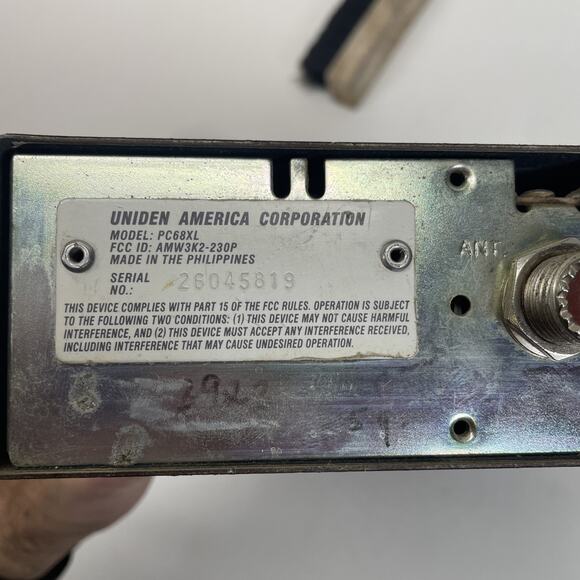 UNIDEN AMERICA CORPORATION
MODEL: PC68XL
FCC ID: AMW3K2-230P
MADE IN THE PHILIPPINES
SERIAL
NO.: 26045819
THIS DEVICE COMPLIES WITH PART 15 OF THE FCC RULES. OPERATION IS SUBJECT
TO THE FOLLOWING TWO CONDITIONS: (1) THIS DEVICE MAY NOT CAUSE HARMFUL
INTERFERENCE, AND (2) THIS DEVICE MUST ACCEPT ANY INTERFERENCE RECEIVED,
INCLUDING INTERFERENCE THAT MAY CAUSE UNDESIRED OPERATION.
ANT.